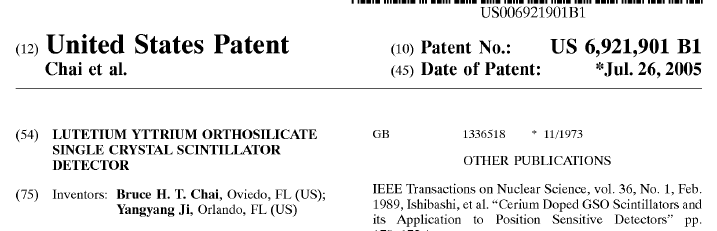 US006921901B1
(12) United States Patent
Chai et al.
(10) Patent No.: US 6,921,901 B1
(45) Date of Patent: *Jul. 26, 2005
(54) LUTETIUM YTTRIUM ORTHOSILICATE
SINGLE CRYSTAL SCINTILLATOR
DETECTOR
(75) Inventors: Bruce H. T. Chai, Oviedo, FL (US);
Yangyang Ji, Orlando, FL (US)
GB 1336518 * 11/1973
OTHER PUBLICATIONS
IEEE Transactions on Nuclear Science, vol. 36, No. 1, Feb.
1989, Ishibashi, et al. “Cerium Doped GSO Scintillators and
its Application to Position Sensitive Detectors” pp.